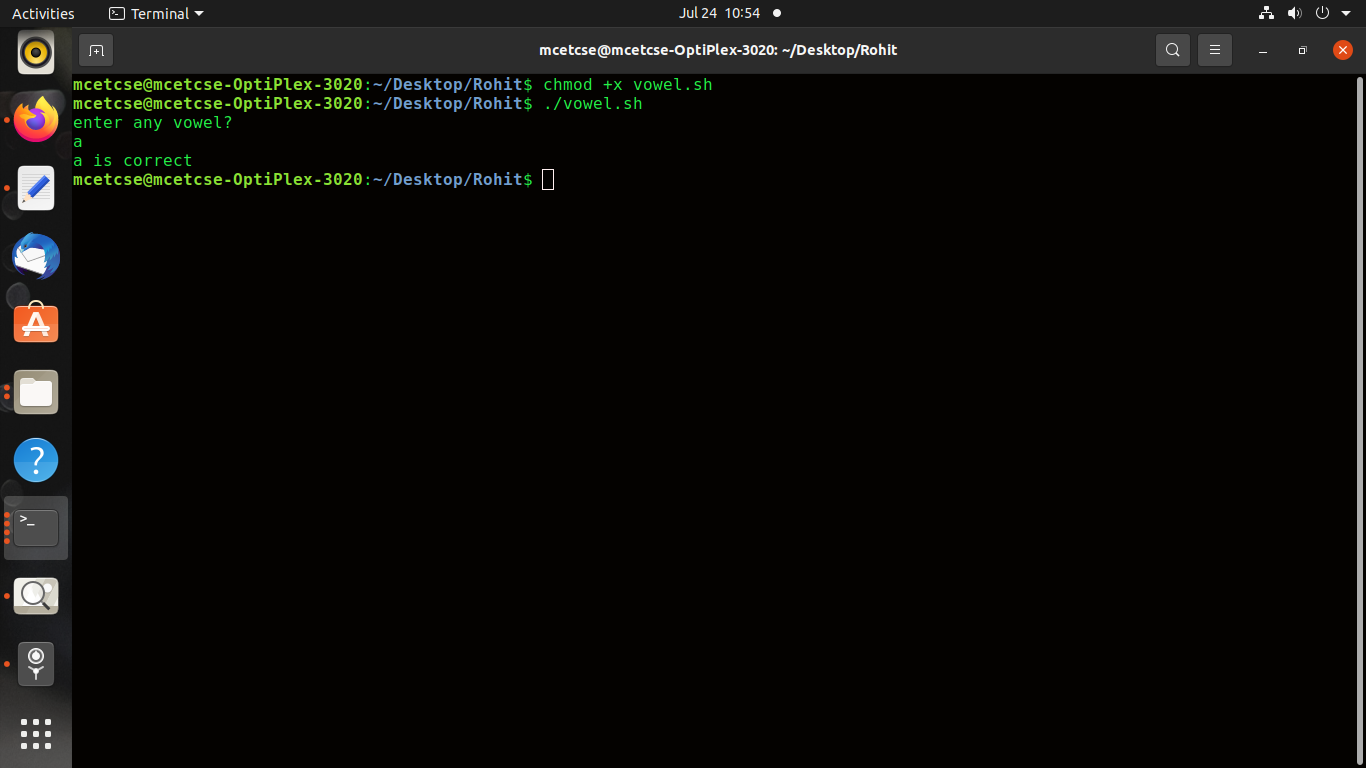 Activities
Terminal
Jul 24 10:54
mcetcse@mcetcse-OptiPlex-3020: ~/Desktop/Rohit
mcetcse@mcetcse-OptiPlex-3020:~/Desktop/Rohit$ chmod +x vowel.sh
mcetcse@mcetcse-OptiPlex-3020:~/Desktop/Rohit$ ./vowel.sh
enter any vowel?
a
a is correct
mcetcse@mcetcse-OptiPlex-3020:~/Desktop/Rohit$